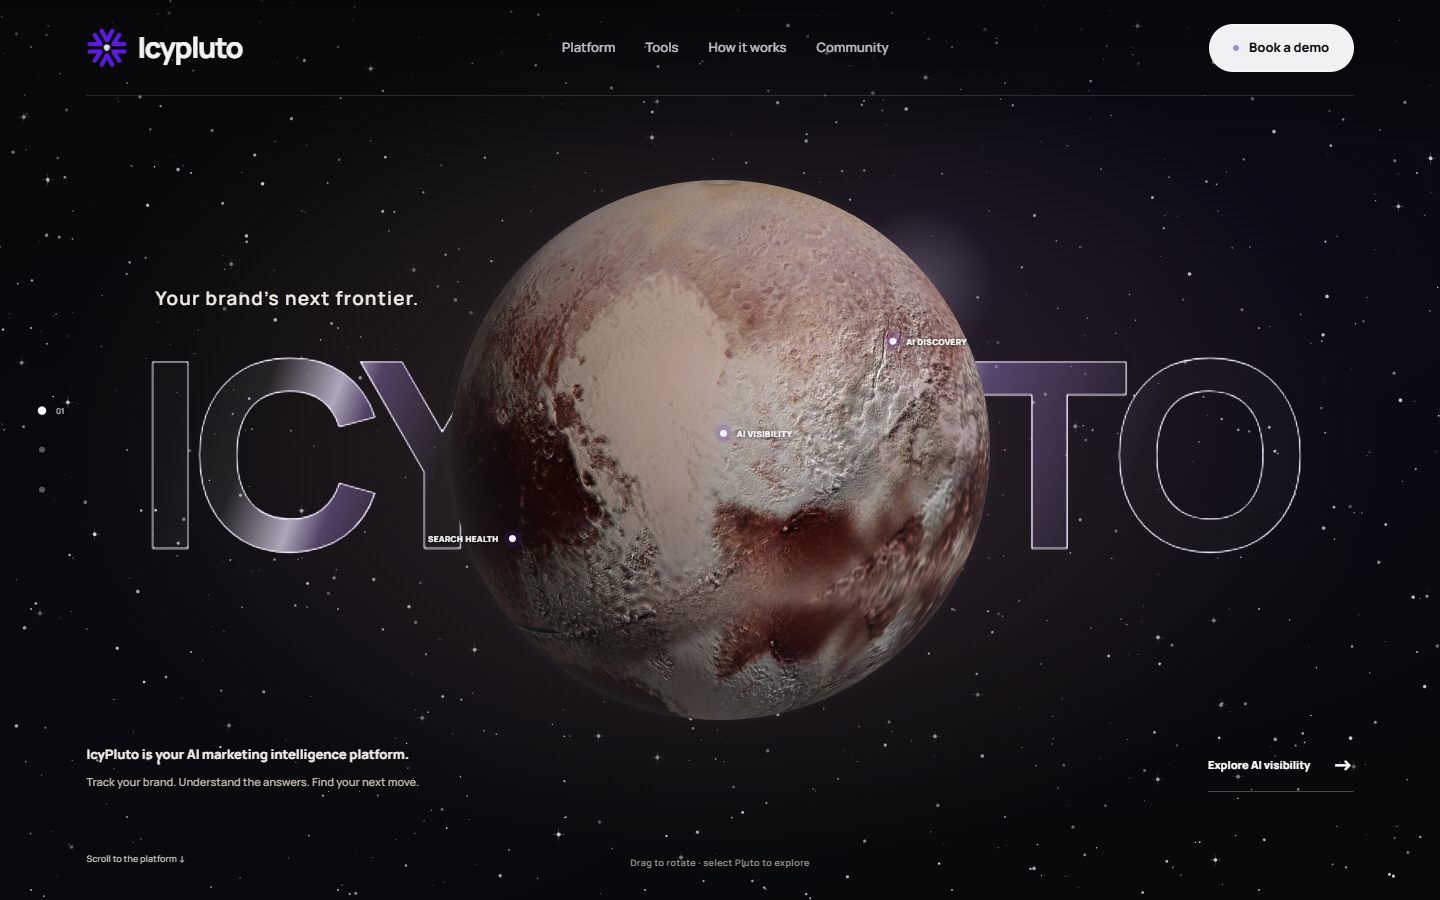 Icypluto
Platform
Tools
How it works
Community
Book a demo
Your brand's next frontier.
AI DISCOVERY
ICY TO
01
AI VISIBILITY
SEARCH HEALTH
IcyPluto is your AI marketing intelligence platform.
Track your brand. Understand the answers. Find your next move.
Explore AI visibility →
Scroll to the platform ↓
Drag to rotate · select Pluto to explore